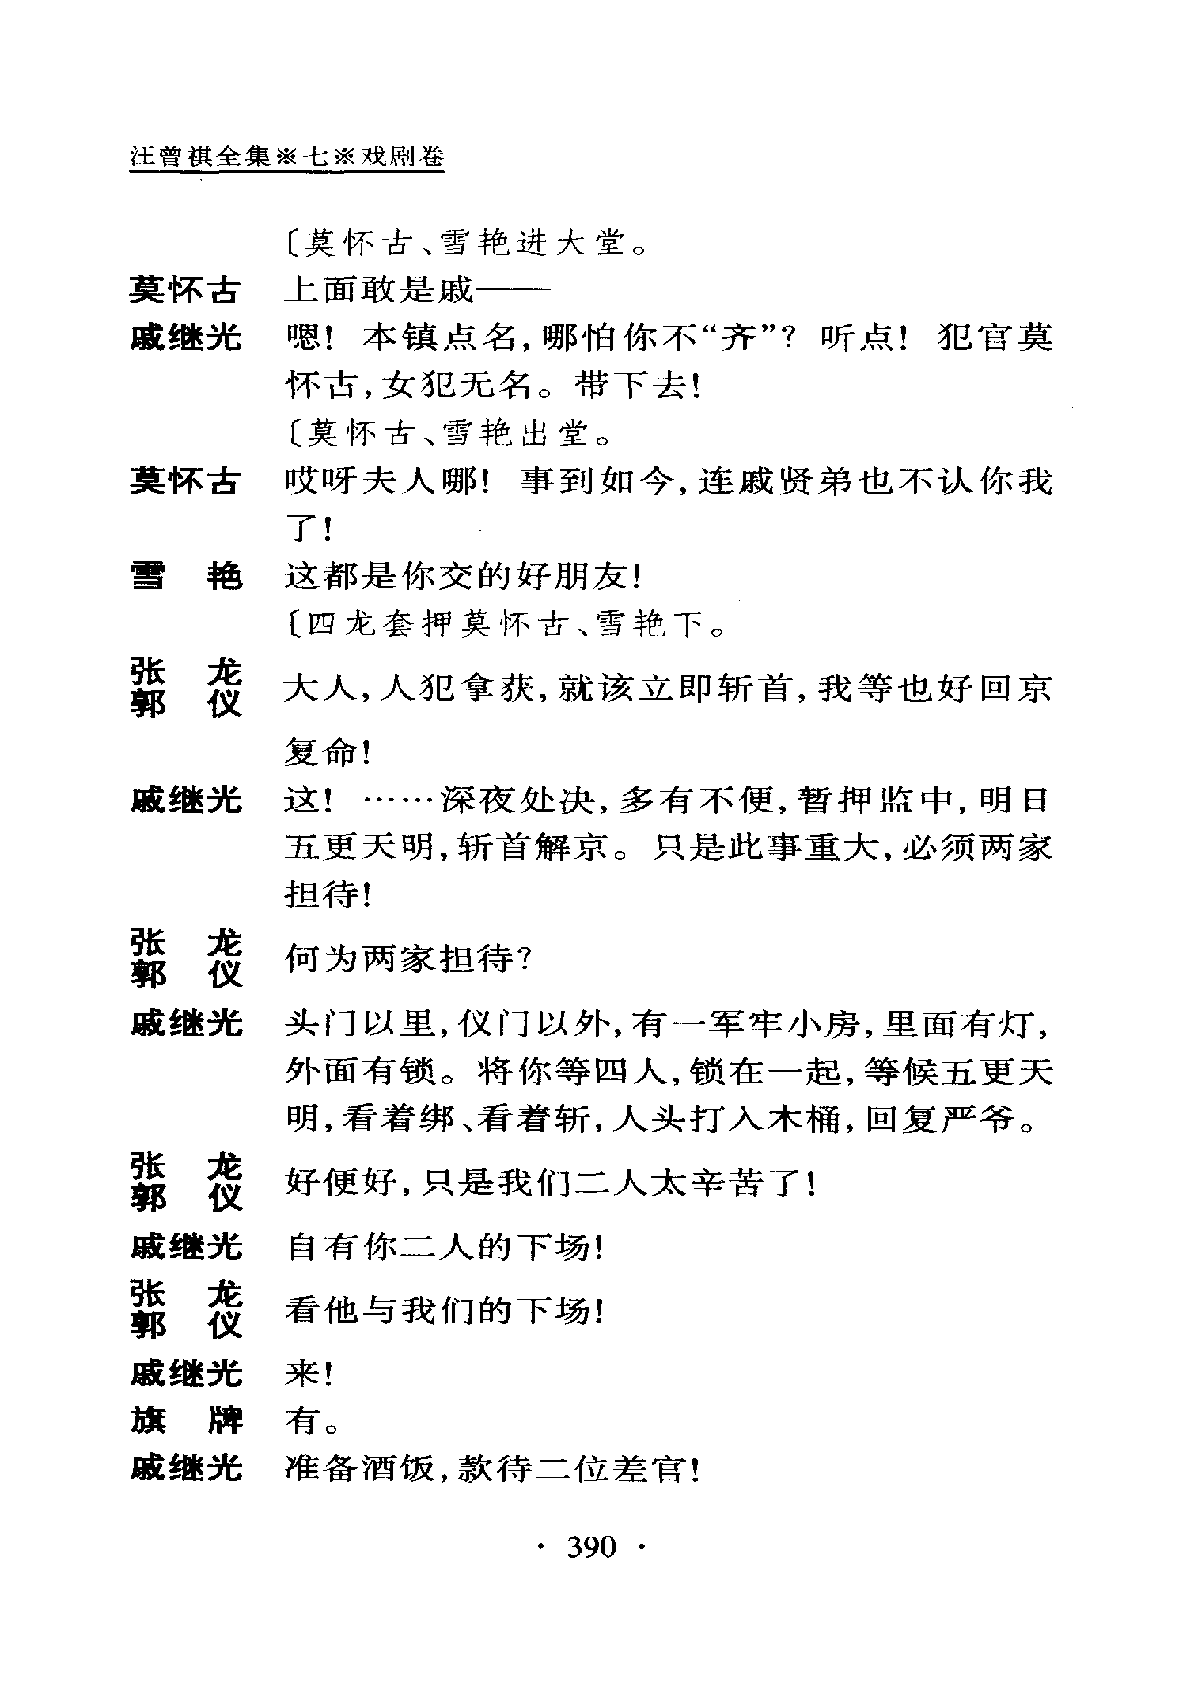 汪曾祺全集※七※戏剧卷
〔莫怀古、雪艳进大堂。
莫怀古 上面敢是戚——
戚继光 嗯！本镇点名，哪怕你不“齐”？听点！犯官莫
怀古，女犯无名。带下去！
〔莫怀古、雪艳出堂。
莫怀古 哎呀夫人哪！事到如今，连戚贤弟也不认你我
了！
雪 艳 这都是你交的好朋友！
〔四龙套押莫怀古、雪艳下。
张 龙
郭 仪 大人，人犯拿获，就该立即斩首，我等也好回京
复命！
戚继光 这！……深夜处决，多有不便，暂押监中，明日
五更天明，斩首解京。只是此事重大，必须两家
担待！
张 龙
郭 仪 何为两家担待？
戚继光 头门以里，仪门以外，有一军牢小房，里面有灯，
外面有锁。将你等四人，锁在一起，等候五更天
明，看着绑、看着斩，人头打入木桶，回复严爷。
张 龙
郭 仪 好便好，只是我们二人太辛苦了！
戚继光 自有你二人的下场！
张 龙
郭 仪 看他与我们的下场！
戚继光 来！
旗 牌 有。
戚继光 准备酒饭，款待二位差官！
· 390 ·